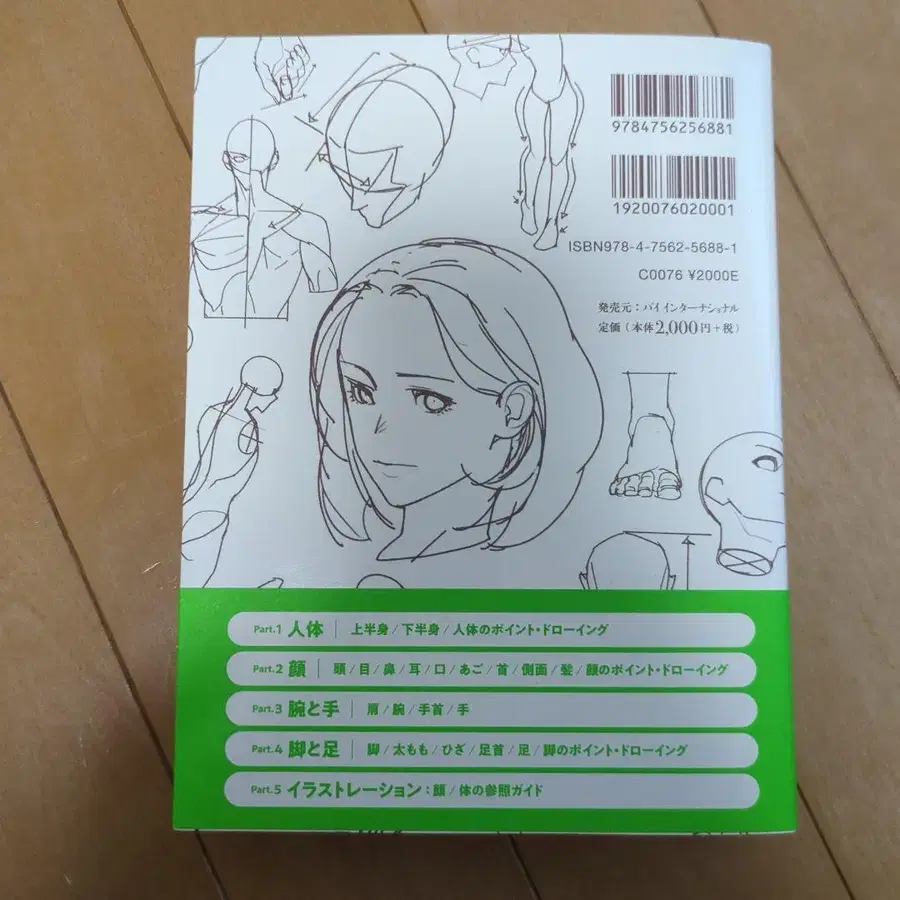 9784756256881
1920076020001
ISBN978-4-7562-5688-1
C0076 ¥2000E
発売元:パイ インターナショナル
定価(本体2,000円+税)
Part.1 人体 | 上半身/下半身/人体のポイント・ドローイング
Part.2 顔 | 頭/目/鼻/耳/口/あご/首/側面/髪/顔のポイント・ドローイング
Part.3 腕と手 | 肩/腕/手首/手
Part.4 脚と足 | 脚/太もも/ひざ/足首/足/脚のポイント・ドローイング
Part.5 イラストレーション:顔/体の参照ガイド